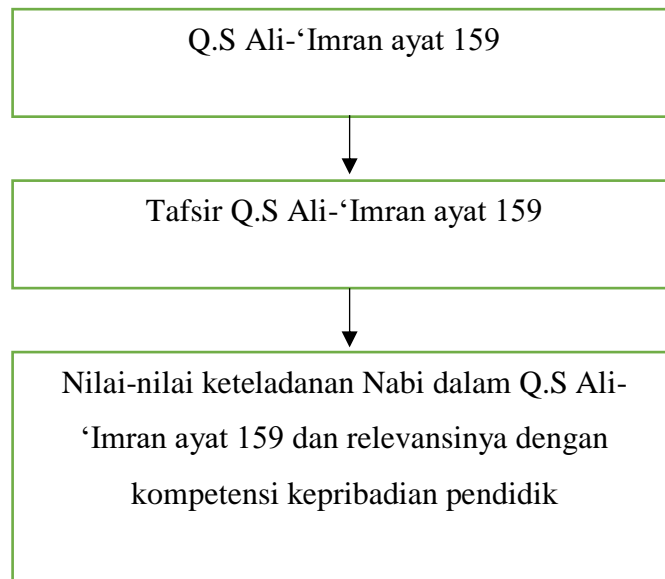 Q.S Ali-‘Imran ayat 159
Tafsir Q.S Ali-‘Imran ayat 159
Nilai-nilai keteladanan Nabi dalam Q.S Ali-
‘Imran ayat 159 dan relevansinya dengan
kompetensi kepribadian pendidik